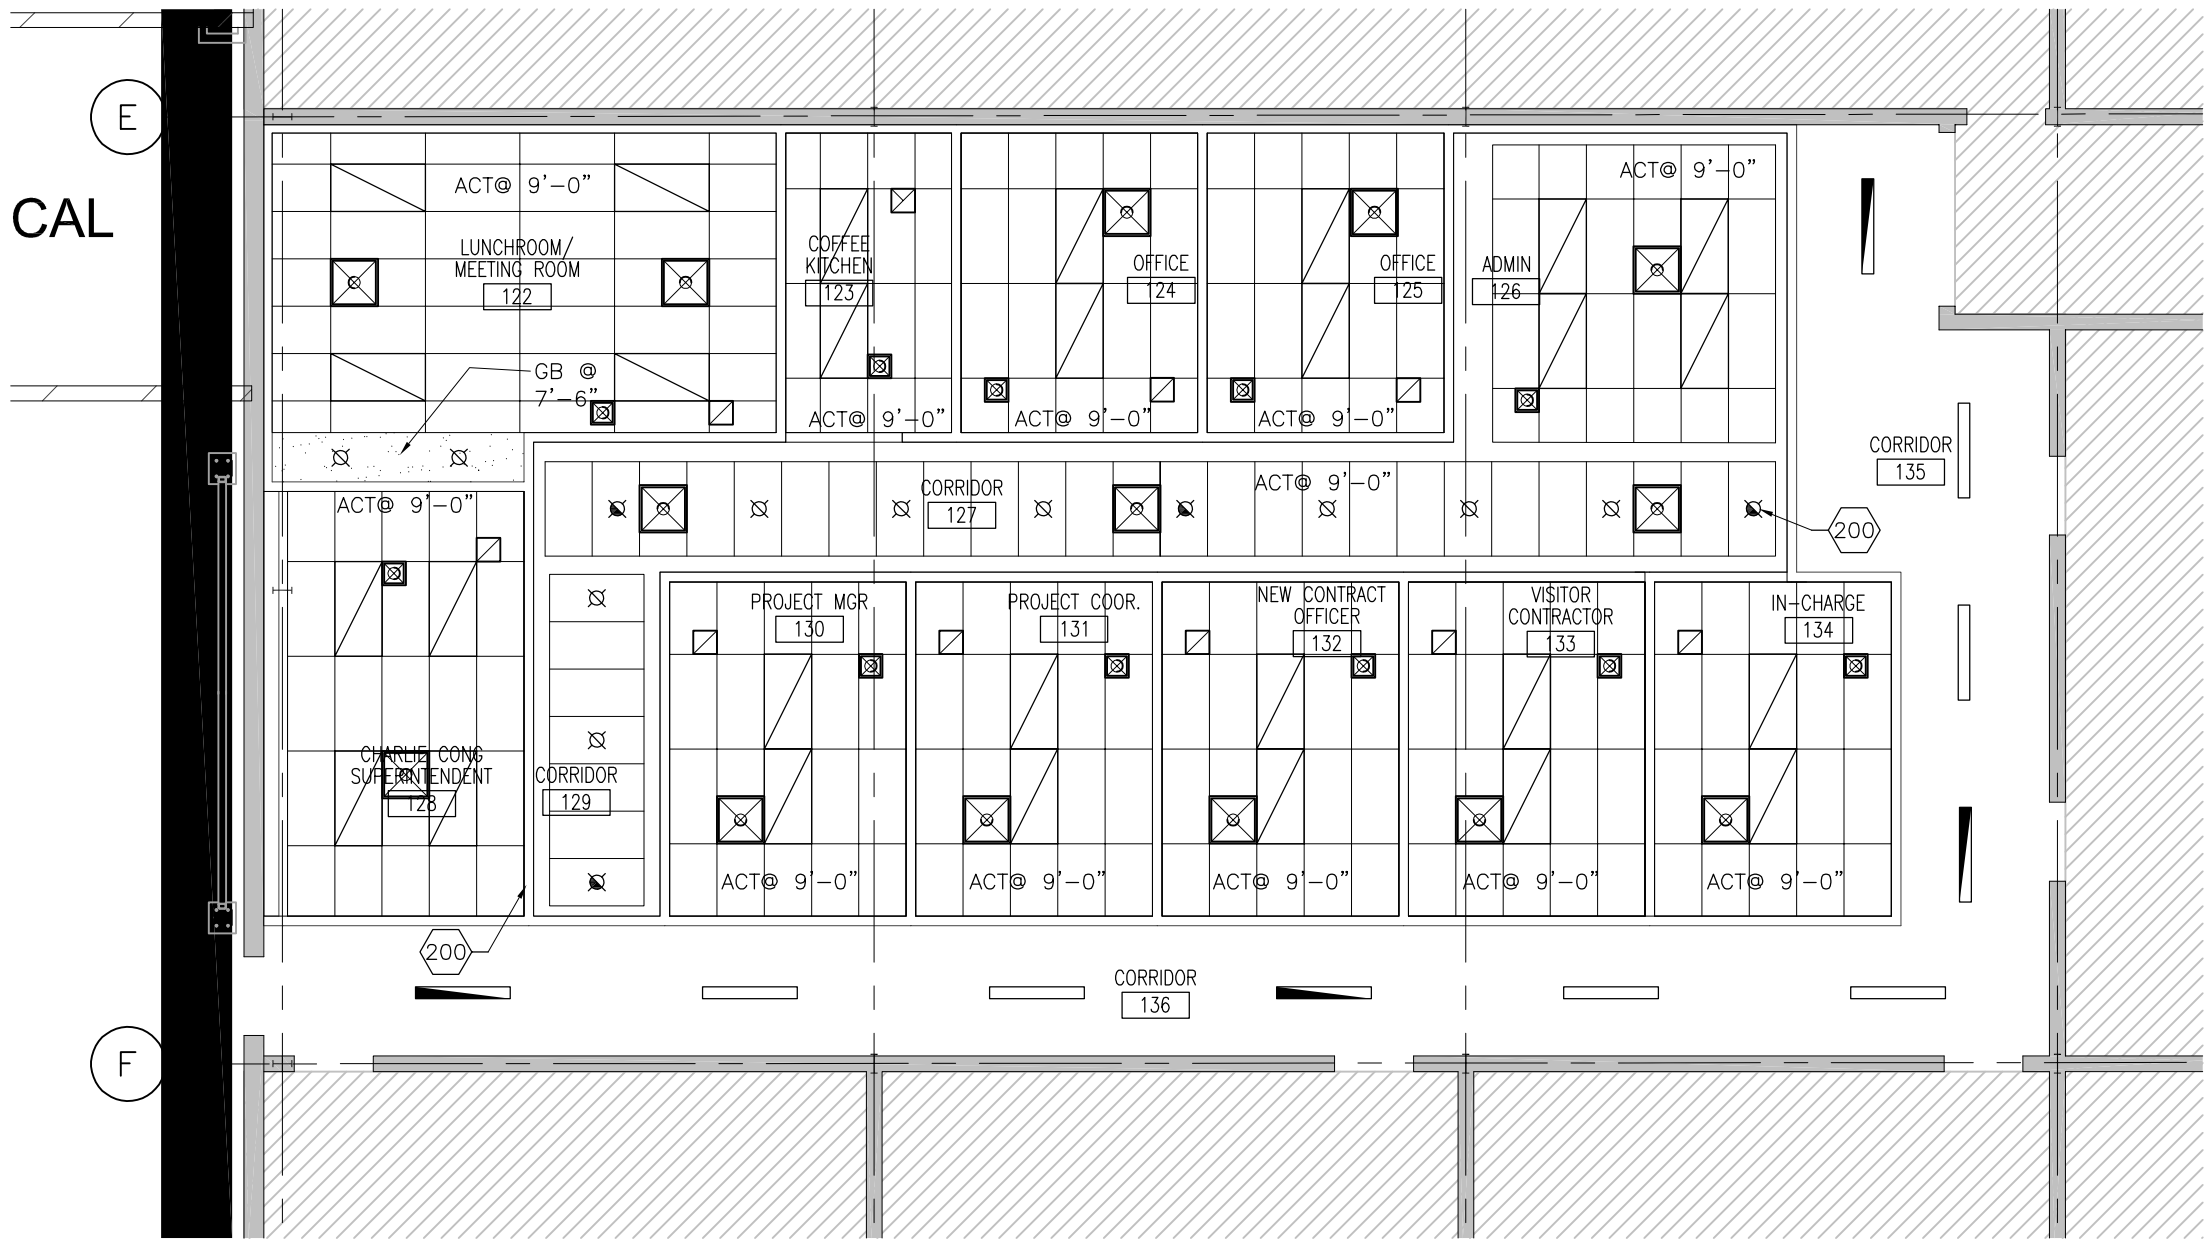 E
CAL
ACT@ 9'-0"
LUNCHROOM/
MEETING ROOM
122
GB @
7'-6"
COFFEE
KITCHEN
123
ACT@ 9'-0"
OFFICE
124
ACT@ 9'-0"
OFFICE
125
ACT@ 9'-0"
ACT@ 9'-0"
ADMIN
126
CORRIDOR
135
CORRIDOR
127
ACT@ 9'-0"
200
ACT@ 9'-0"
CHARLIE CONG
SUPERINTENDENT
128
CORRIDOR
129
PROJECT MGR
130
ACT@ 9'-0"
PROJECT COOR.
131
ACT@ 9'-0"
NEW CONTRACT
OFFICER
132
ACT@ 9'-0"
VISITOR
CONTRACTOR
133
ACT@ 9'-0"
IN-CHARGE
134
ACT@ 9'-0"
200
CORRIDOR
136
F